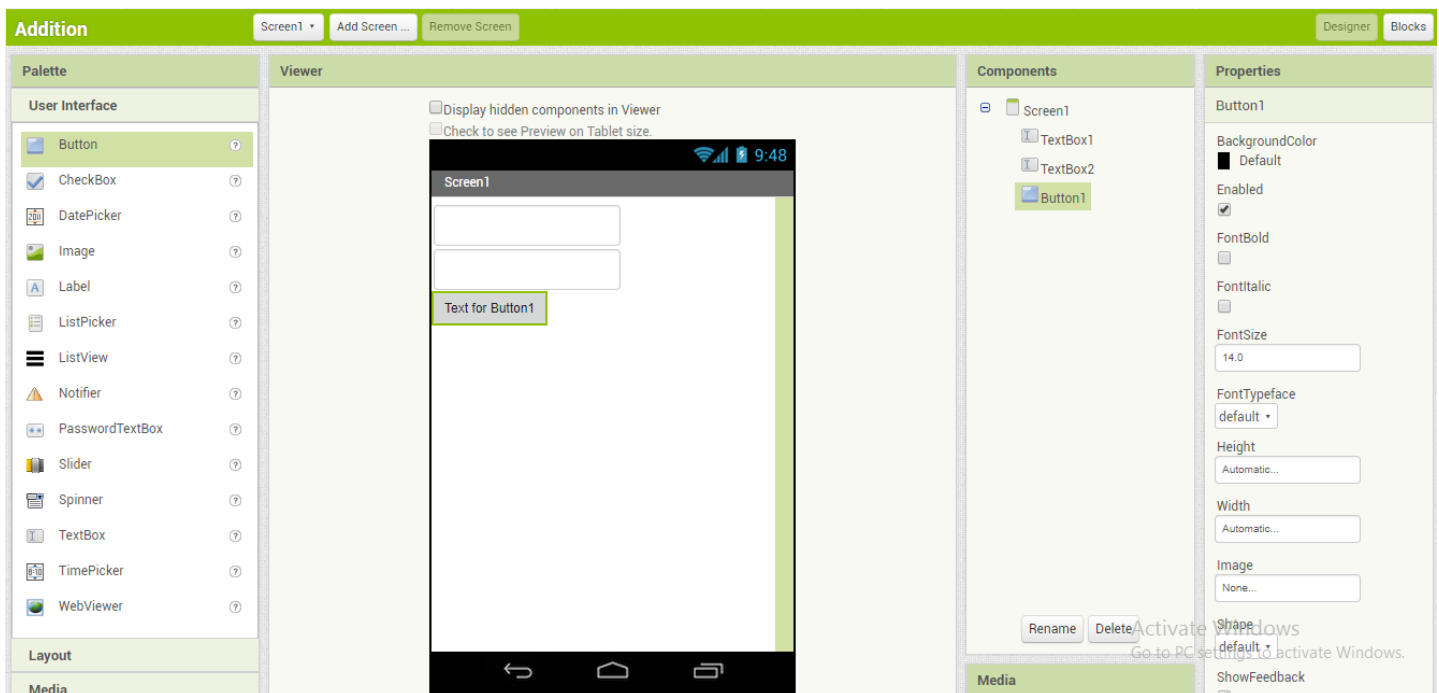 Addition
Screen1
Add Screen ...
Remove Screen
Designer
Blocks
Palette
User Interface
Button
CheckBox
DatePicker
Image
Label
ListPicker
ListView
Notifier
PasswordTextBox
Slider
Spinner
TextBox
TimePicker
WebViewer
Layout
Media
Viewer
Display hidden components in Viewer
Check to see Preview on Tablet size.
9:48
Screen1
Text for Button1
Components
Screen1
TextBox1
TextBox2
Button1
Rename
Delete
Media
Properties
Button1
BackgroundColor
Default
Enabled
FontBold
FontItalic
FontSize
14.0
FontTypeface
default
Height
Automatic...
Width
Automatic...
Image
None...
Shape
default
ShowFeedback
Activate Windows
Go to PC settings to activate Windows.